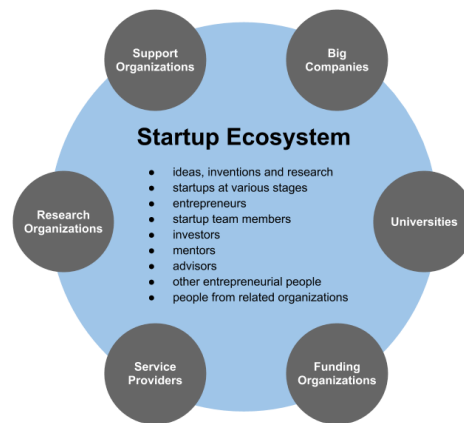 Support
Organizations
Big
Companies
Startup Ecosystem
● ideas, inventions and research
● startups at various stages
● entrepreneurs
● startup team members
● investors
● mentors
● advisors
● other entrepreneurial people
● people from related organizations
Research
Organizations
Universities
Service
Providers
Funding
Organizations